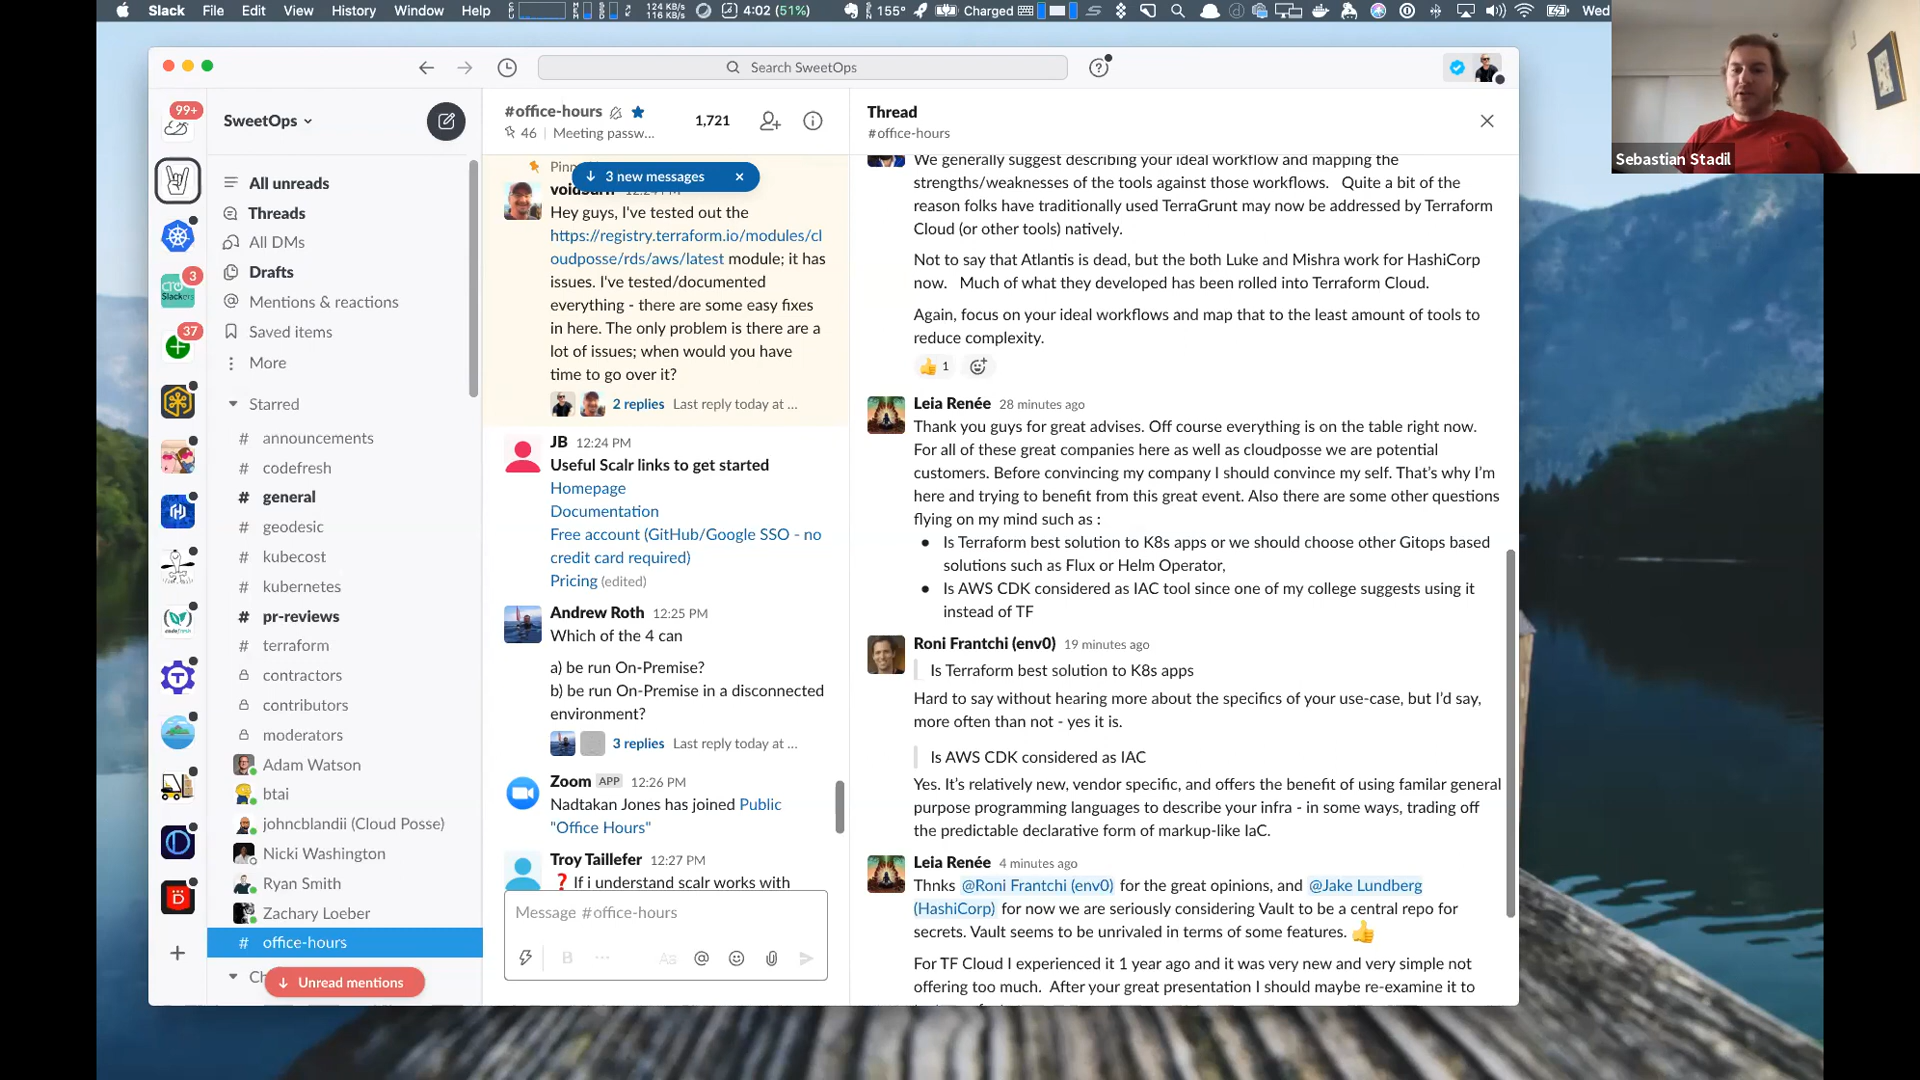 Slack File Edit View History Window Help 124 KB/s 116 KB/s 4:02 (51%) 155° Charged Wed
Sebastian Stadil
Search SweetOps
99+
SweetOps
All unreads
Threads
All DMs
Drafts
Mentions & reactions
Saved items
More
Starred
# announcements
# codefresh
# general
# geodesic
# kubecost
# kubernetes
# pr-reviews
# terraform
contractors
contributors
moderators
Adam Watson
btai
johncblandii (Cloud Posse)
Nicki Washington
Ryan Smith
Zachary Loeber
# office-hours
Unread mentions
3
Slackers
37
#office-hours
46 | Meeting passw...
1,721
3 new messages
Hey guys, I've tested out the
https://registry.terraform.io/modules/cl
oudposse/rds/aws/latest module; it has
issues. I've tested/documented
everything - there are some easy fixes
in here. The only problem is there are a
lot of issues; when would you have
time to go over it?
2 replies Last reply today at ...
JB 12:24 PM
Useful Scalr links to get started
Homepage
Documentation
Free account (GitHub/Google SSO - no
credit card required)
Pricing (edited)
Andrew Roth 12:25 PM
Which of the 4 can
a) be run On-Premise?
b) be run On-Premise in a disconnected
environment?
3 replies Last reply today at ...
Zoom APP 12:26 PM
Nadtakan Jones has joined Public
"Office Hours"
Troy Taillefer 12:27 PM
❓ If i understand scalr works with
Message #office-hours
Thread
#office-hours
We generally suggest describing your ideal workflow and mapping the
strengths/weaknesses of the tools against those workflows. Quite a bit of the
reason folks have traditionally used TerraGrunt may now be addressed by Terraform
Cloud (or other tools) natively.
Not to say that Atlantis is dead, but the both Luke and Mishra work for HashiCorp
now. Much of what they developed has been rolled into Terraform Cloud.
Again, focus on your ideal workflows and map that to the least amount of tools to
reduce complexity.
👍 1
Leia Renée 28 minutes ago
Thank you guys for great advises. Off course everything is on the table right now.
For all of these great companies here as well as cloudposse we are potential
customers. Before convincing my company I should convince my self. That's why I'm
here and trying to benefit from this great event. Also there are some other questions
flying on my mind such as :
• Is Terraform best solution to K8s apps or we should choose other Gitops based
solutions such as Flux or Helm Operator,
• Is AWS CDK considered as IAC tool since one of my college suggests using it
instead of TF
Roni Frantchi (env0) 19 minutes ago
Is Terraform best solution to K8s apps
Hard to say without hearing more about the specifics of your use-case, but I'd say,
more often than not - yes it is.
Is AWS CDK considered as IAC
Yes. It's relatively new, vendor specific, and offers the benefit of using familar general
purpose programming languages to describe your infra - in some ways, trading off
the predictable declarative form of markup-like IaC.
Leia Renée 4 minutes ago
Thnks @Roni Frantchi (env0) for the great opinions, and @Jake Lundberg
(HashiCorp) for now we are seriously considering Vault to be a central repo for
secrets. Vault seems to be unrivaled in terms of some features. 👍
For TF Cloud I experienced it 1 year ago and it was very new and very simple not
offering too much. After your great presentation I should maybe re-examine it to